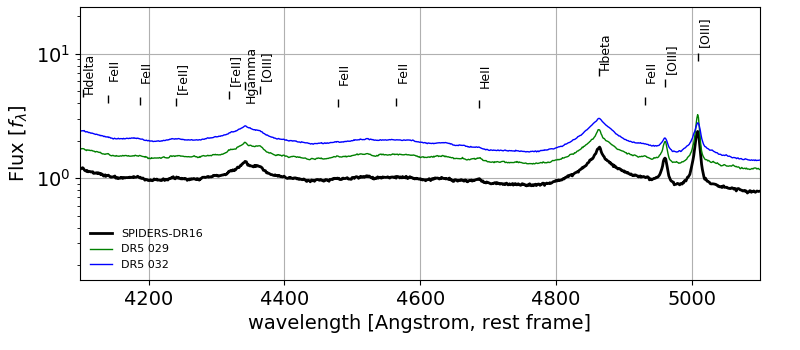 Flux [fλ]
10¹
10⁰
Hdelta
FeII
FeII
[FeII]
[FeII]
Hgamma
[OIII]
FeII
FeII
HeII
Hbeta
FeII
[OIII]
[OIII]
SPIDERS-DR16
DR5 029
DR5 032
4200 4400 4600 4800 5000
wavelength [Angstrom, rest frame]